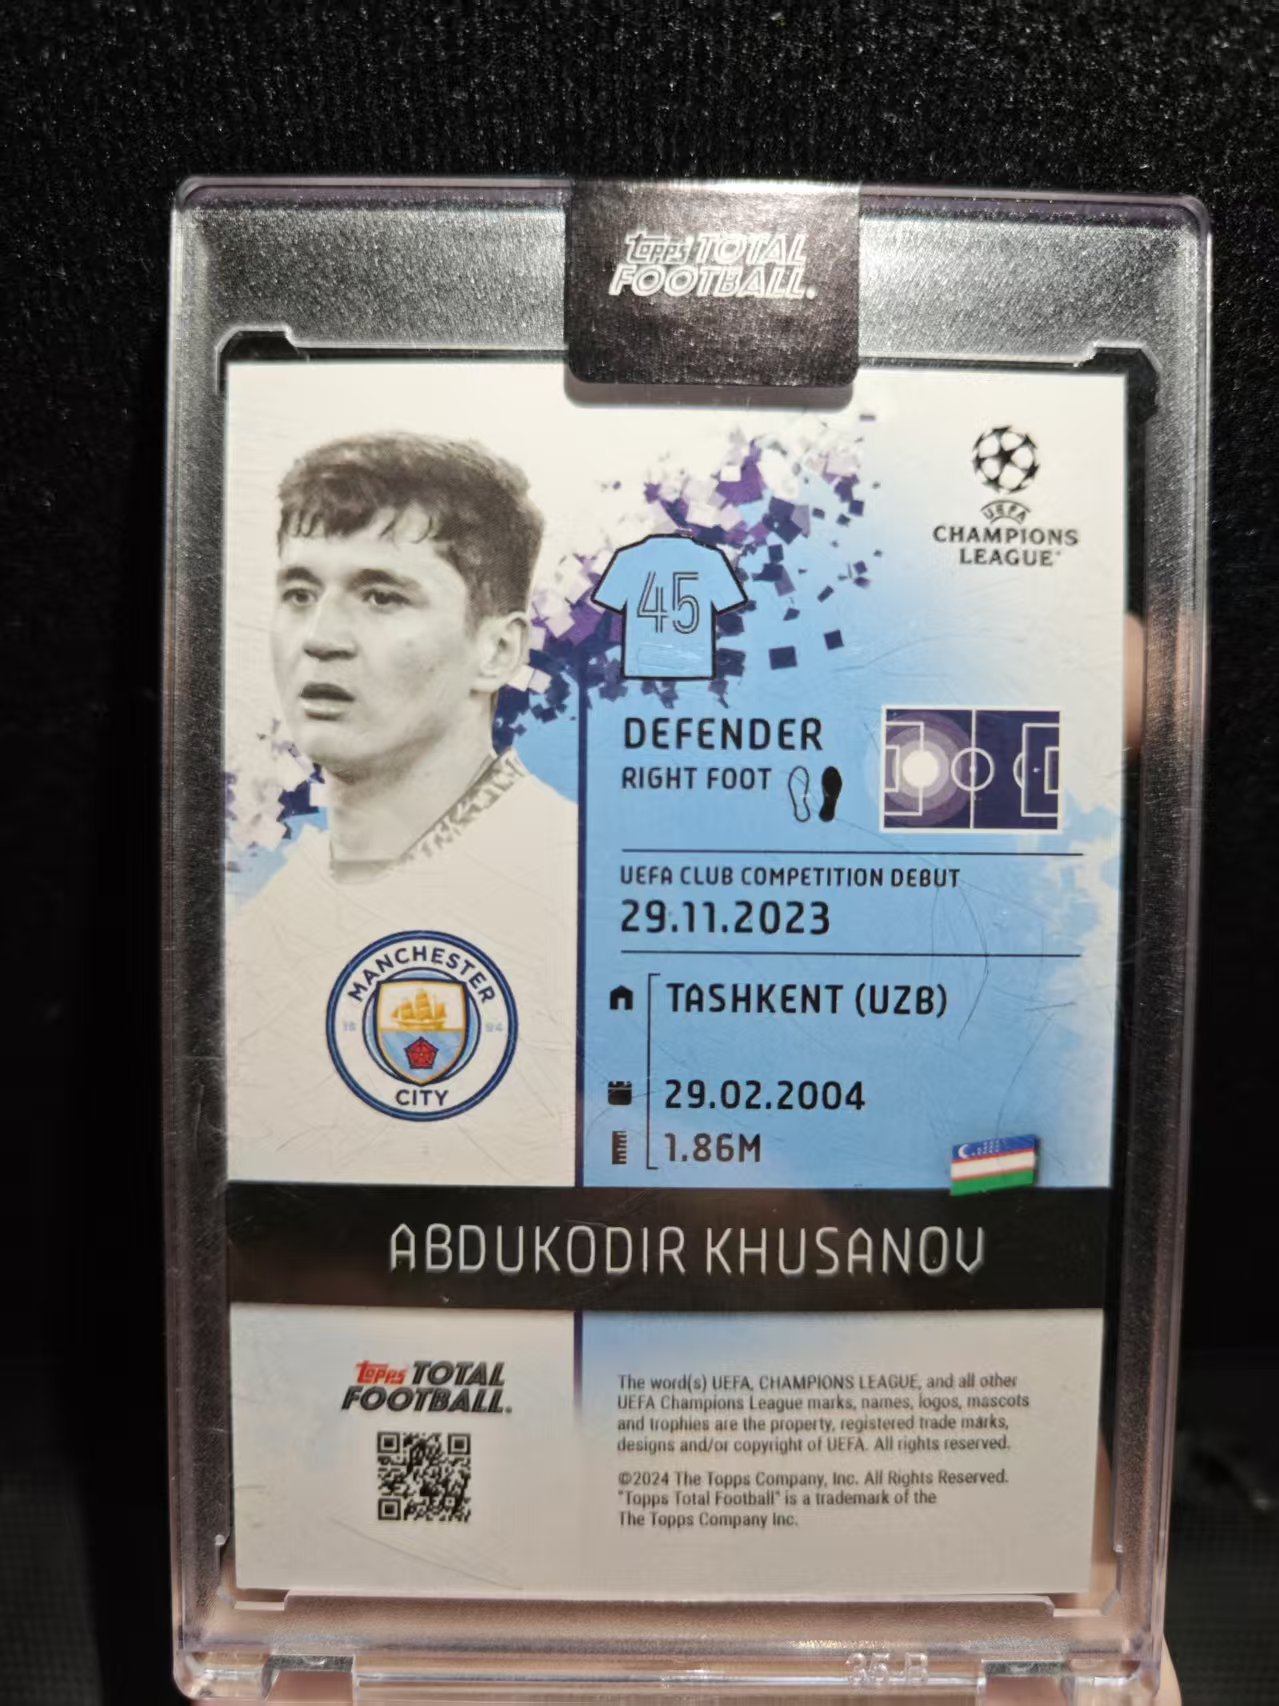 topps TOTAL
FOOTBALL.
UEFA
CHAMPIONS
LEAGUE
45
DEFENDER
RIGHT FOOT
UEFA CLUB COMPETITION DEBUT
29.11.2023
TASHKENT (UZB)
29.02.2004
1.86M
MANCHESTER
18 94
CITY
ABDUKODIR KHUSANOV
topps TOTAL
FOOTBALL.
The word(s) UEFA, CHAMPIONS LEAGUE, and all other
UEFA Champions League marks, names, logos, mascots
and trophies are the property, registered trade marks,
designs and/or copyright of UEFA. All rights reserved.
©2024 The Topps Company, Inc. All Rights Reserved.
"Topps Total Football" is a trademark of the
The Topps Company Inc.
35-B